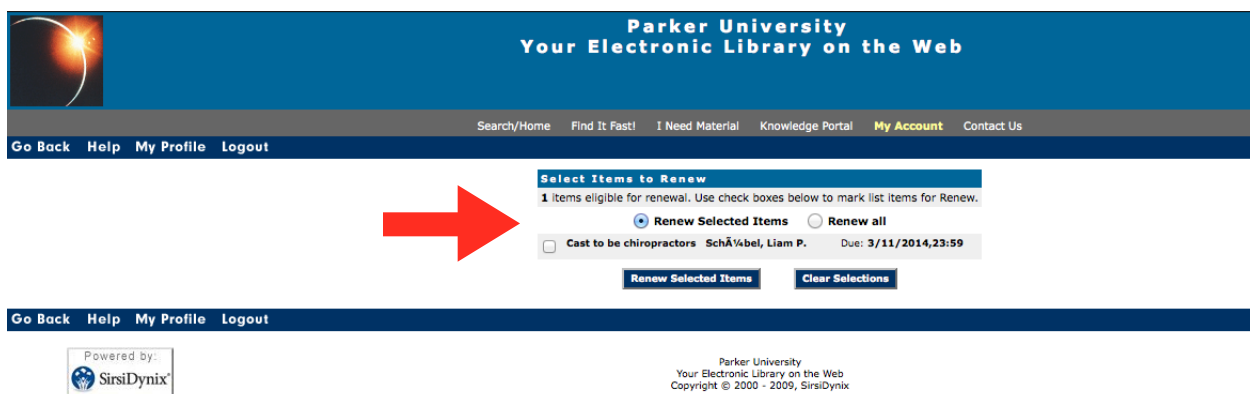 Parker University
Your Electronic Library on the Web
Search/Home Find It Fast! I Need Material Knowledge Portal My Account Contact Us
Go Back Help My Profile Logout
Select Items to Renew
1 items eligible for renewal. Use check boxes below to mark list items for Renew.
Renew Selected Items Renew all
Cast to be chiropractors SchÃ¼bel, Liam P. Due: 3/11/2014,23:59
Renew Selected Items Clear Selections
Go Back Help My Profile Logout
Powered by:
SirsiDynix
Parker University
Your Electronic Library on the Web
Copyright © 2000 - 2009, SirsiDynix